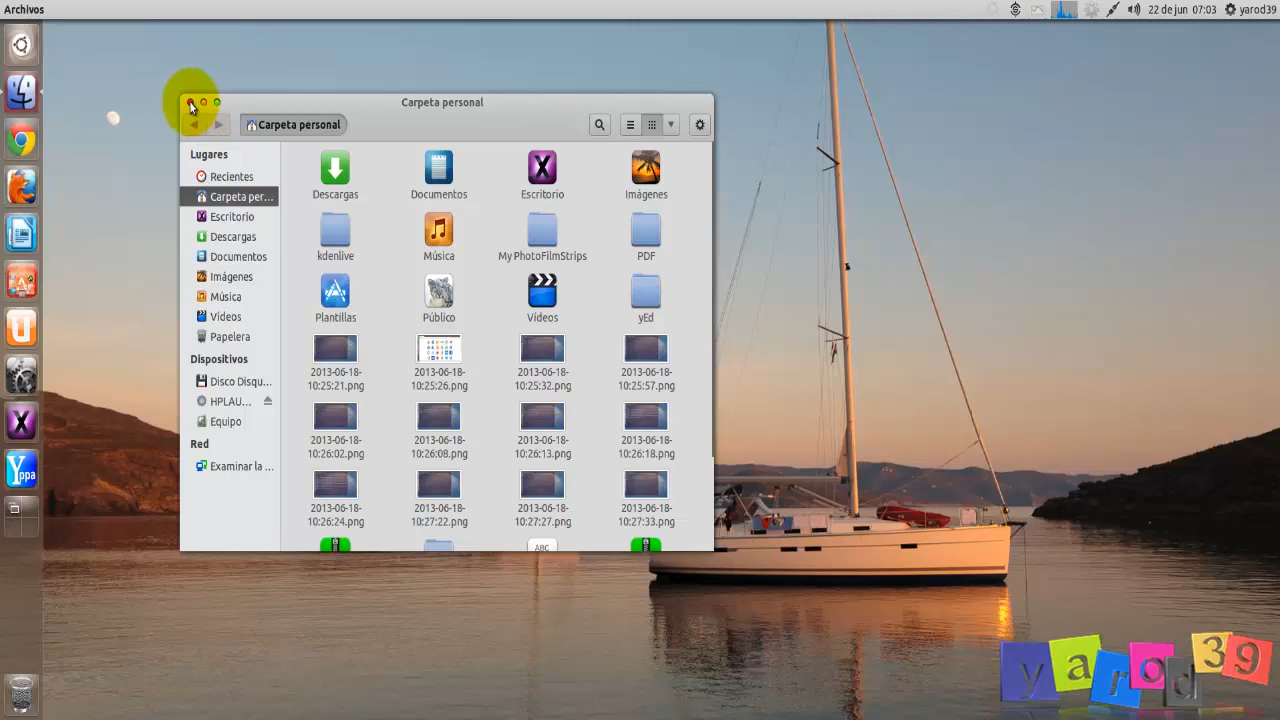 Archivos
22 de jun 07:03 yarod39
Carpeta personal
Carpeta personal
Lugares
Recientes
Carpeta per...
Escritorio
Descargas
Documentos
Imágenes
Música
Vídeos
Papelera
Dispositivos
Disco Disqu...
HPLAU...
Equipo
Red
Examinar la ...
Descargas Documentos Escritorio Imágenes
kdenlive Música My PhotoFilmStrips PDF
Plantillas Público Vídeos yEd
2013-06-18- 2013-06-18- 2013-06-18- 2013-06-18-
10:25:21.png 10:25:26.png 10:25:32.png 10:25:57.png
2013-06-18- 2013-06-18- 2013-06-18- 2013-06-18-
10:26:02.png 10:26:08.png 10:26:13.png 10:26:18.png
2013-06-18- 2013-06-18- 2013-06-18- 2013-06-18-
10:26:24.png 10:27:22.png 10:27:27.png 10:27:33.png
ABC
X
Yppa
yarod39